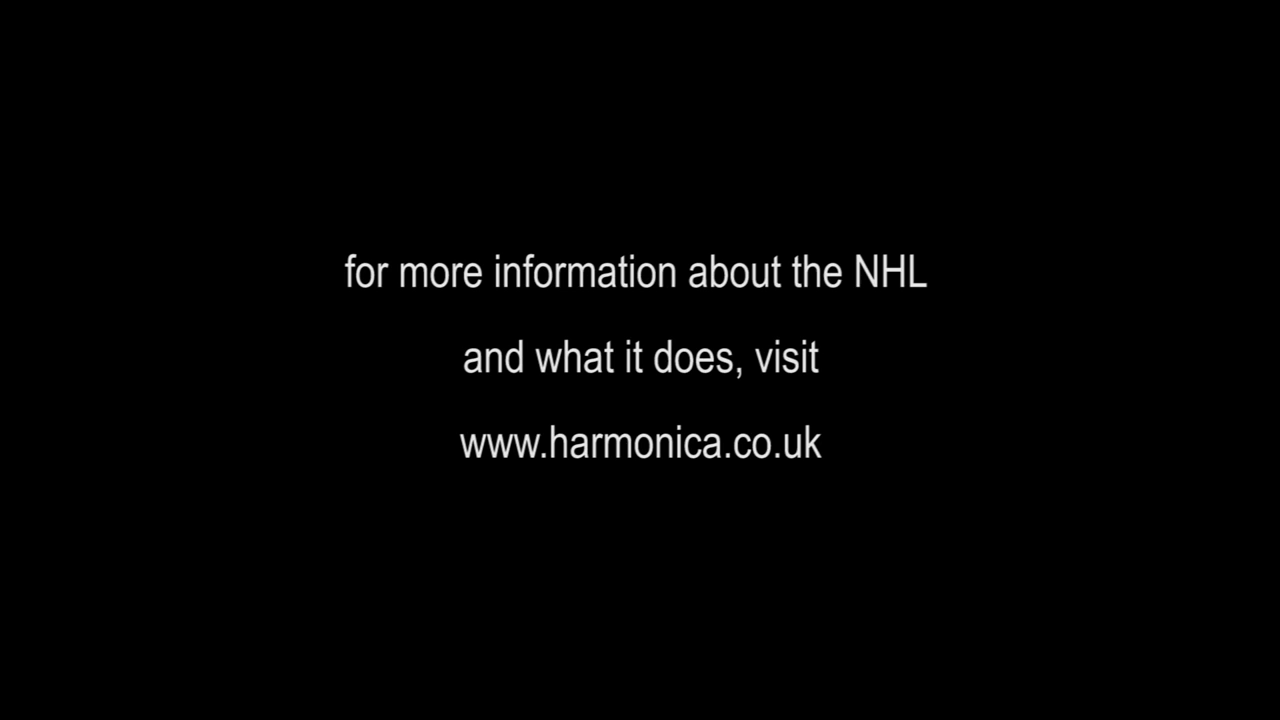 for more information about the NHL
and what it does, visit
www.harmonica.co.uk